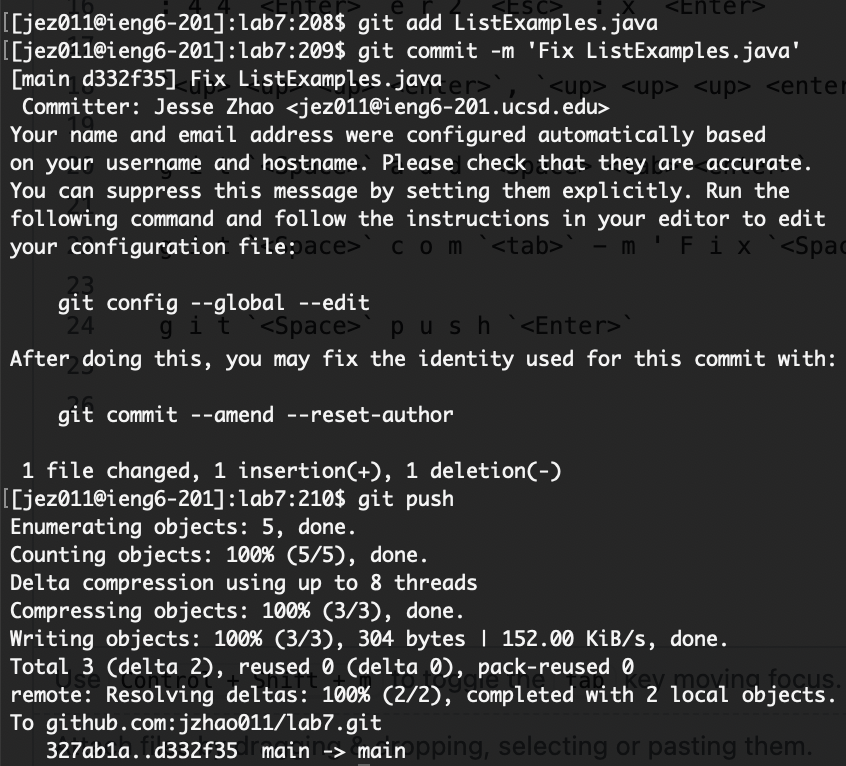 [[jez011@ieng6-201]:lab7:208$ git add ListExamples.java
[[jez011@ieng6-201]:lab7:209$ git commit -m 'Fix ListExamples.java'
[main d332f35] Fix ListExamples.java
 Committer: Jesse Zhao <jez011@ieng6-201.ucsd.edu>
Your name and email address were configured automatically based
on your username and hostname. Please check that they are accurate.
You can suppress this message by setting them explicitly. Run the
following command and follow the instructions in your editor to edit
your configuration file:
23
    git config --global --edit
24 g i t `<Space>` p u s h `<Enter>`
After doing this, you may fix the identity used for this commit with:
    git commit --amend --reset-author
 1 file changed, 1 insertion(+), 1 deletion(-)
[[jez011@ieng6-201]:lab7:210$ git push
Enumerating objects: 5, done.
Counting objects: 100% (5/5), done.
Delta compression using up to 8 threads
Compressing objects: 100% (3/3), done.
Writing objects: 100% (3/3), 304 bytes | 152.00 KiB/s, done.
Total 3 (delta 2), reused 0 (delta 0), pack-reused 0
remote: Resolving deltas: 100% (2/2), completed with 2 local objects.
To github.com:jzhao011/lab7.git
   327ab1a..d332f35  main -> main